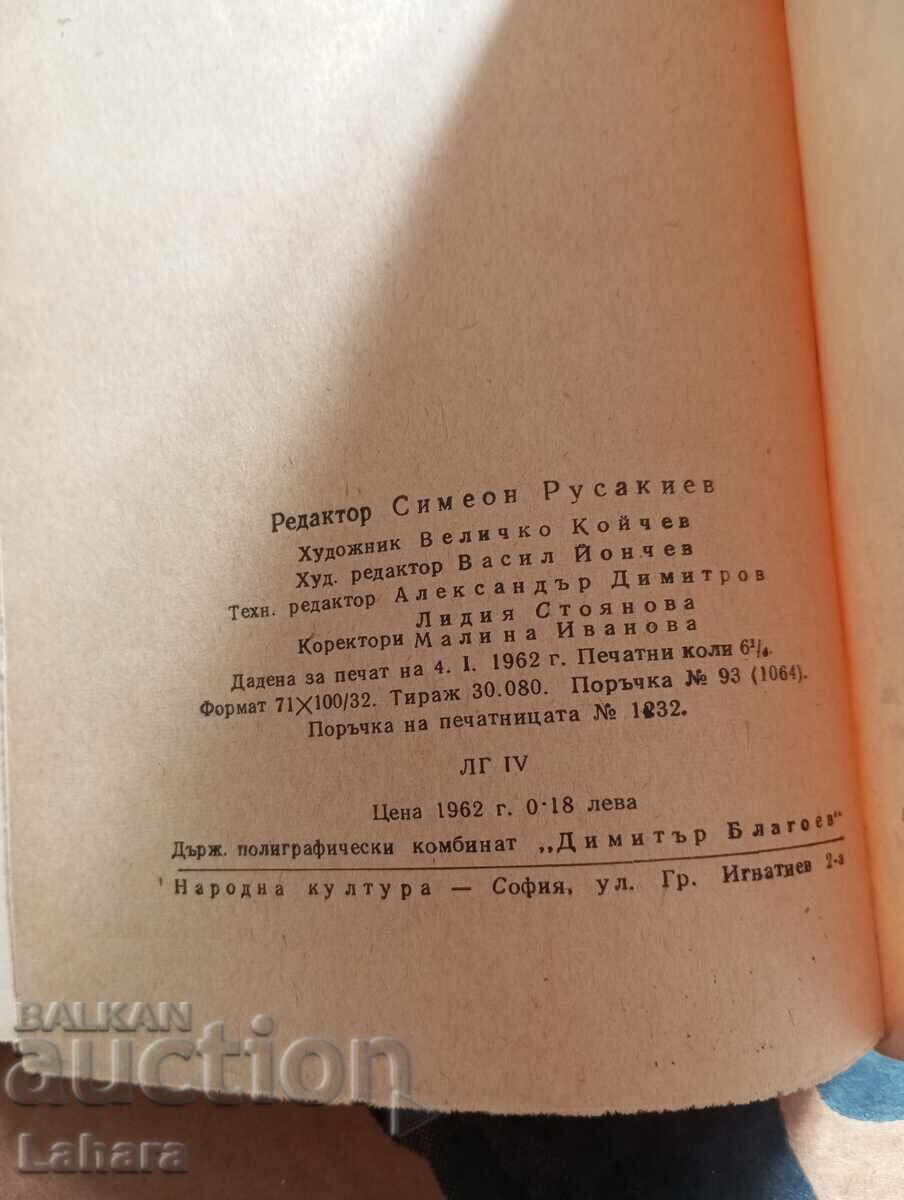 Редактор Симеон Русакиев
Художник Величко Койчев
Худ. редактор Васил Йончев
Техн. редактор Александър Димитров
Лидия Стоянова
Коректори Малина Иванова
Дадена за печат на 4. I. 1962 г. Печатни коли 6¹/₄.
Формат 71×100/32. Тираж 30.080. Поръчка № 93 (1064).
Поръчка на печатницата № 1232.
ЛГ IV
Цена 1962 г. 0·18 лева
Държ. полиграфически комбинат „Димитър Благоев"
Народна култура — София, ул. Гр. Игнатиев 2-а
BALKAN
auction
Lahara